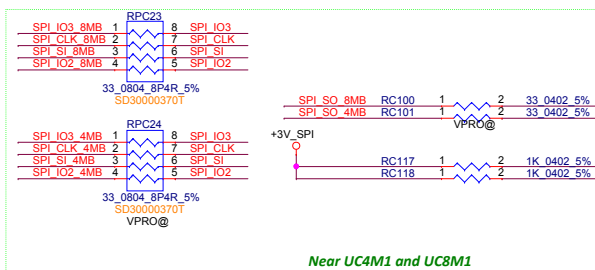 RPC23
SPI_IO3_8MB 1 8 SPI_IO3
SPI_CLK_8MB 2 7 SPI_CLK
SPI_SI_8MB 3 6 SPI_SI
SPI_IO2_8MB 4 5 SPI_IO2
33_0804_8P4R_5%
SD30000370T
RPC24
SPI_IO3_4MB 1 8 SPI_IO3
SPI_CLK_4MB 2 7 SPI_CLK
SPI_SI_4MB 3 6 SPI_SI
SPI_IO2_4MB 4 5 SPI_IO2
33_0804_8P4R_5%
SD30000370T
VPRO@
SPI_SO_8MB RC100 1 2 33_0402_5%
SPI_SO_4MB RC101 1 2 33_0402_5%
VPRO@
+3V_SPI
RC117 1 2 1K_0402_5%
RC118 1 2 1K_0402_5%
Near UC4M1 and UC8M1